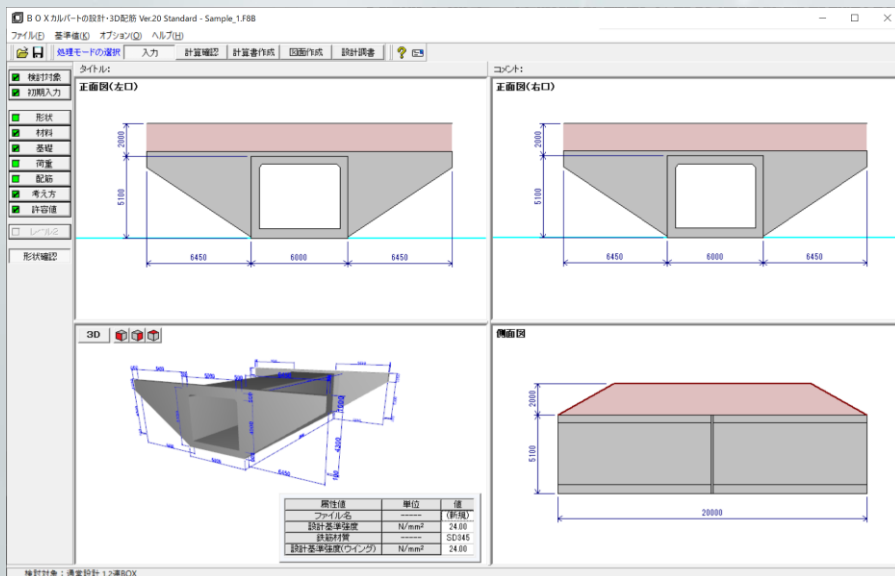 BOXカルバートの設計・3D配筋 Ver.20 Standard - Sample_1.F8B
ファイル(F) 基準値(K) オプション(O) ヘルプ(H)
処理モードの選択 入力 計算確認 計算書作成 図面作成 設計調書
検討対象
初期入力
形状
材料
基礎
荷重
配筋
考え方
許容値
レベル2
形状確認
タイトル:
正面図(左口)
2000
5100
6450 6000 6450
コメント:
正面図(右口)
2000
5100
6450 6000 6450
3D
6450
属性値 単位 値
ファイル名 ----- (新規)
設計基準強度 N/mm² 24.00
鉄筋材質 ----- SD345
設計基準強度(ウイング) N/mm² 24.00
側面図
2000
5100
20000
検討対象 : 通常設計 1,2連BOX